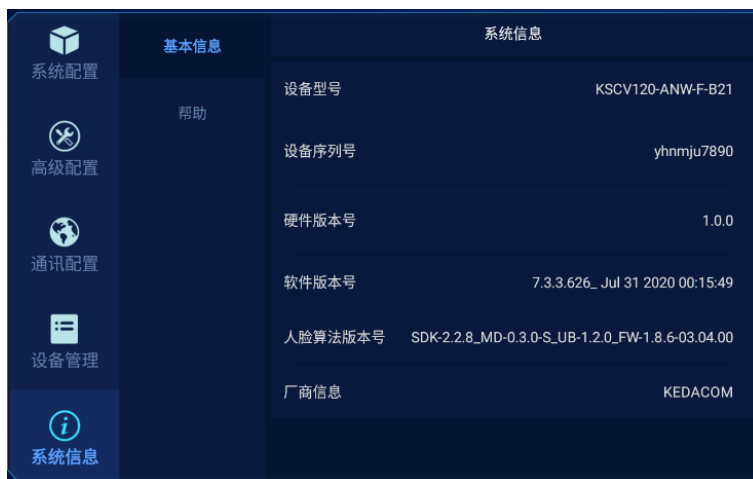 系统配置
高级配置
通讯配置
设备管理
系统信息
基本信息
帮助
系统信息
设备型号 KSCV120-ANW-F-B21
设备序列号 yhnmju7890
硬件版本号 1.0.0
软件版本号 7.3.3.626_ Jul 31 2020 00:15:49
人脸算法版本号 SDK-2.2.8_MD-0.3.0-S_UB-1.2.0_FW-1.8.6-03.04.00
厂商信息 KEDACOM